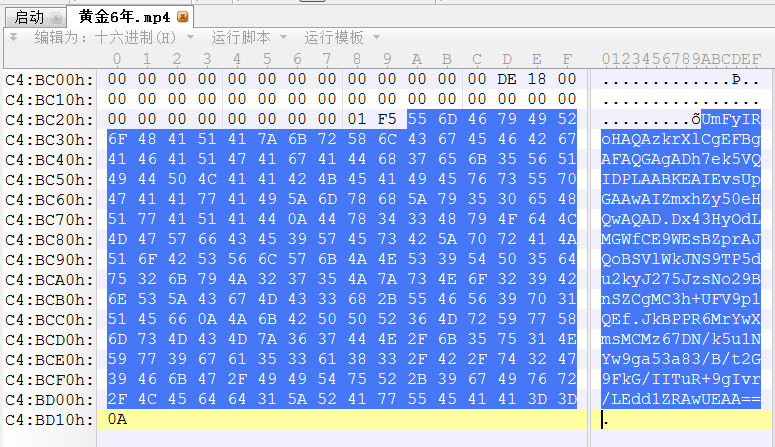 启动 黄金6年.mp4
编辑为：十六进制(H) 运行脚本 运行模板
0 1 2 3 4 5 6 7 8 9 A B C D E F 0123456789ABCDEF
C4:BC00h: 00 00 00 00 00 00 00 00 00 00 00 00 00 DE 18 00 .............Þ..
C4:BC10h: 00 00 00 00 00 00 00 00 00 00 00 00 00 00 00 00 ................
C4:BC20h: 00 00 00 00 00 00 00 00 01 F5 55 6D 46 79 49 52 .........õUmFyIR
C4:BC30h: 6F 48 41 51 41 7A 6B 72 58 6C 43 67 45 46 42 67 oHAQAzkrXlCgEFBg
C4:BC40h: 41 46 41 51 47 41 67 41 44 68 37 65 6B 35 56 51 AFAQGAgADh7ek5VQ
C4:BC50h: 49 44 50 4C 41 41 42 4B 45 41 49 45 76 73 55 70 IDPLAABKEAIEvsUp
C4:BC60h: 47 41 41 77 41 49 5A 6D 78 68 5A 79 35 30 65 48 GAAwAIZmxhZy50eH
C4:BC70h: 51 77 41 51 41 44 0A 44 78 34 33 48 79 4F 64 4C QwAQAD.Dx43HyOdL
C4:BC80h: 4D 47 57 66 43 45 39 57 45 73 42 5A 70 72 41 4A MGWfCE9WEsBZprAJ
C4:BC90h: 51 6F 42 53 56 6C 57 6B 4A 4E 53 39 54 50 35 64 QoBSVlWkJNS9TP5d
C4:BCA0h: 75 32 6B 79 4A 32 37 35 4A 7A 73 4E 6F 32 39 42 u2kyJ275JzsNo29B
C4:BCB0h: 6E 53 5A 43 67 4D 43 33 68 2B 55 46 56 39 70 31 nSZCgMC3h+UFV9p1
C4:BCC0h: 51 45 66 0A 4A 6B 42 50 50 52 36 4D 72 59 77 58 QEf.JkBPPR6MrYwX
C4:BCD0h: 6D 73 4D 43 4D 7A 36 37 44 4E 2F 6B 35 75 31 4E msMCMz67DN/k5u1N
C4:BCE0h: 59 77 39 67 61 35 33 61 38 33 2F 42 2F 74 32 47 Yw9ga53a83/B/t2G
C4:BCF0h: 39 46 6B 47 2F 49 49 54 75 52 2B 39 67 49 76 72 9FkG/IITuR+9gIvr
C4:BD00h: 2F 4C 45 64 64 31 5A 52 41 77 55 45 41 41 3D 3D /LEdd1ZRAwUEAA==
C4:BD10h: 0A .